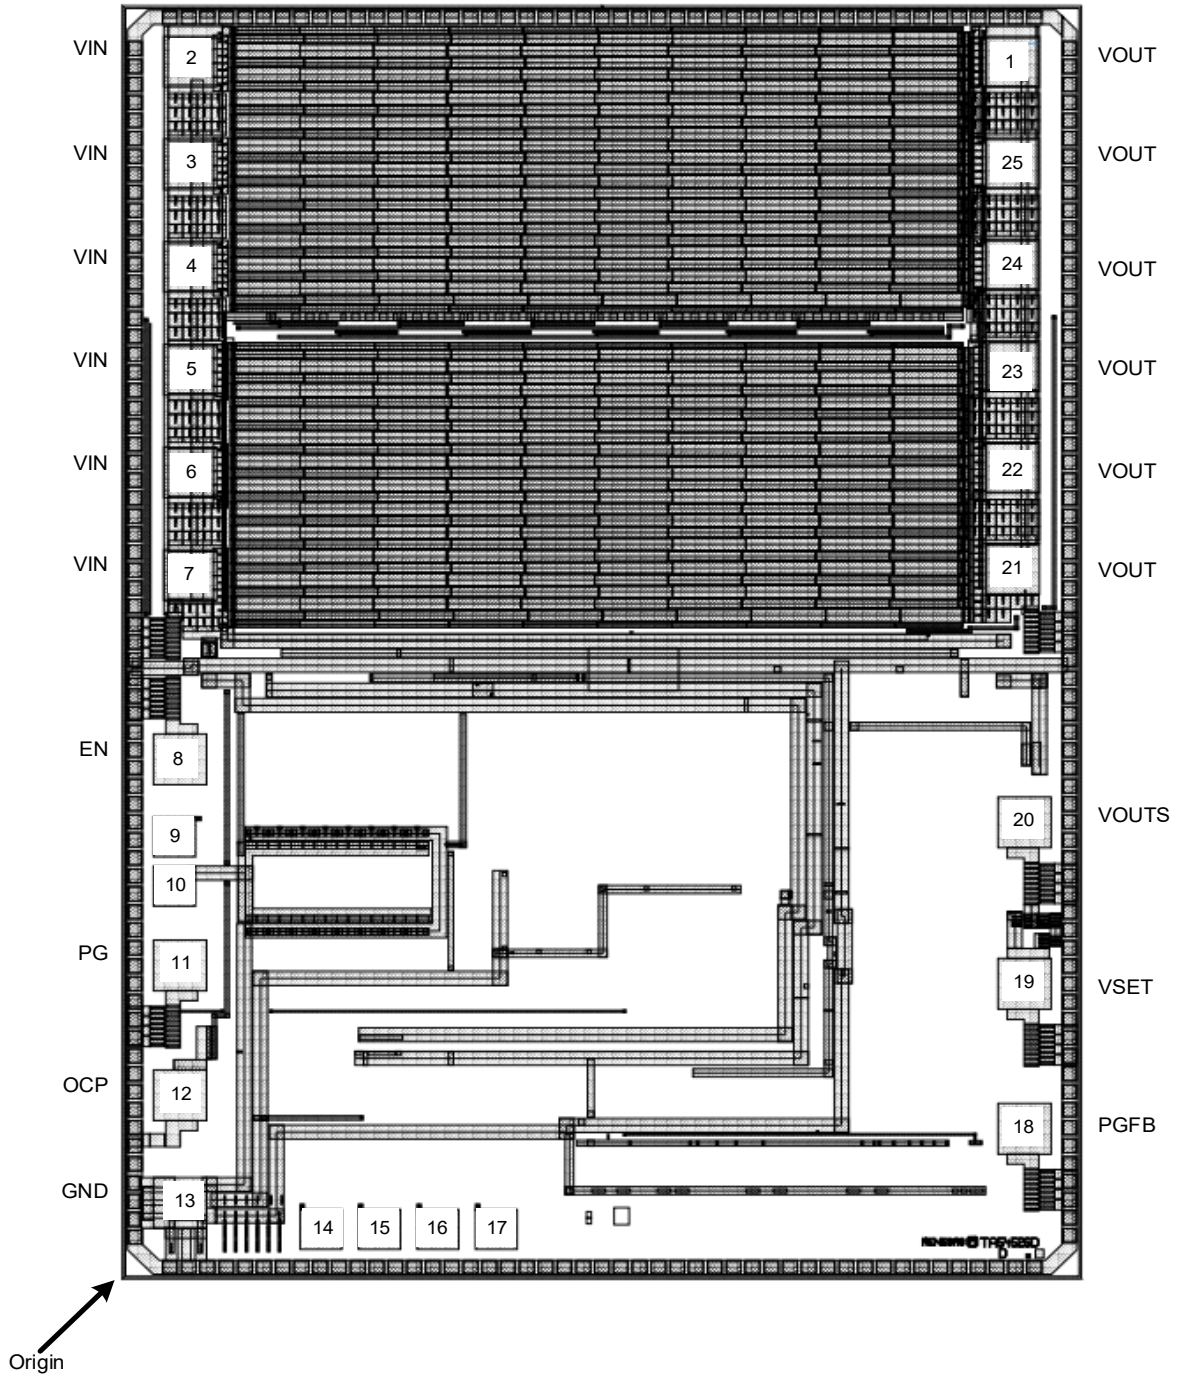 VIN 2 1 VOUT
VIN 3 25 VOUT
VIN 4 24 VOUT
VIN 5 23 VOUT
VIN 6 22 VOUT
VIN 7 21 VOUT
EN 8
20 VOUTS
9
10
PG 11
19 VSET
OCP 12
18 PGFB
GND 13
14 15 16 17
D
Origin